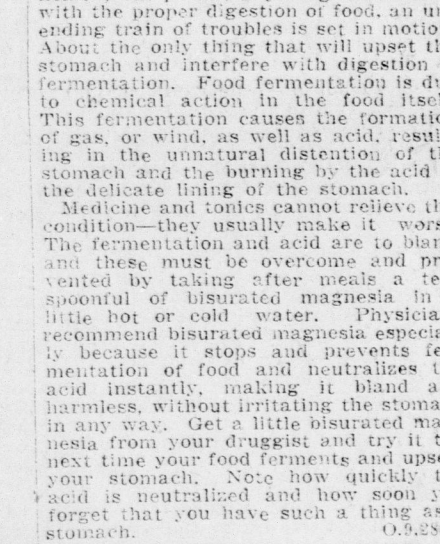 with the proper digestion of food, an un
ending train of troubles is set in motio
About the only thing that will upset th
stomach and interfere with digestion
fermentation. Food fermentation is du
to chemical action in the food itsel
This fermentation causes the formatio
of gas, or wind, as well as acid, resul
ing in the unnatural distention of th
stomach and the burning by the acid
the delicate lining of the stomach.
Medicine and tonics cannot relieve th
condition—they usually make it wors
The fermentation and acid are to blam
and these must be overcome and pre
vented by taking after meals a te
spoonful of bisurated magnesia in
little hot or cold water. Physicia
recommend bisurated magnesia especia
ly because it stops and prevents fe
mentation of food and neutralizes t
acid instantly, making it bland a
harmless, without irritating the stoma
in any way. Get a little bisurated ma
nesia from your druggist and try it t
next time your food ferments and upse
your stomach. Note how quickly t
acid is neutralized and how soon y
forget that you have such a thing as
stomach. O.9,28